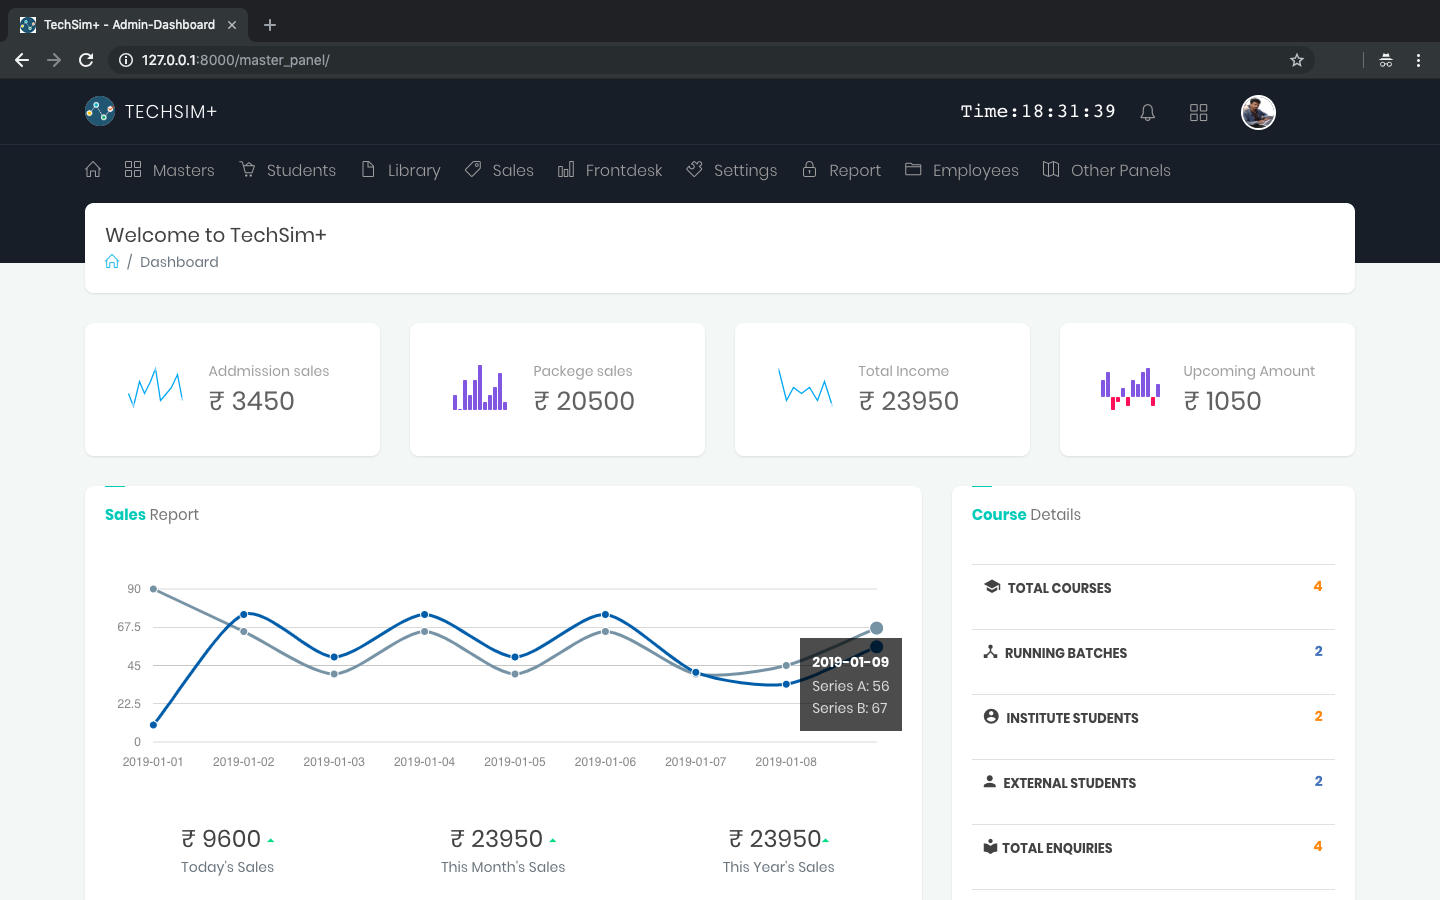 TechSim+ - Admin-Dashboard
127.0.0.1:8000/master_panel/
TECHSIM+
Time:18:31:39
Masters Students Library Sales Frontdesk Settings Report Employees Other Panels
Welcome to TechSim+
/ Dashboard
Addmission sales
₹ 3450
Packege sales
₹ 20500
Total Income
₹ 23950
Upcoming Amount
₹ 1050
Sales Report
90
67.5
45
22.5
0
2019-01-01 2019-01-02 2019-01-03 2019-01-04 2019-01-05 2019-01-06 2019-01-07 2019-01-08
2019-01-09
Series A: 56
Series B: 67
₹ 9600
Today's Sales
₹ 23950
This Month's Sales
₹ 23950
This Year's Sales
Course Details
TOTAL COURSES 4
RUNNING BATCHES 2
INSTITUTE STUDENTS 2
EXTERNAL STUDENTS 2
TOTAL ENQUIRIES 4